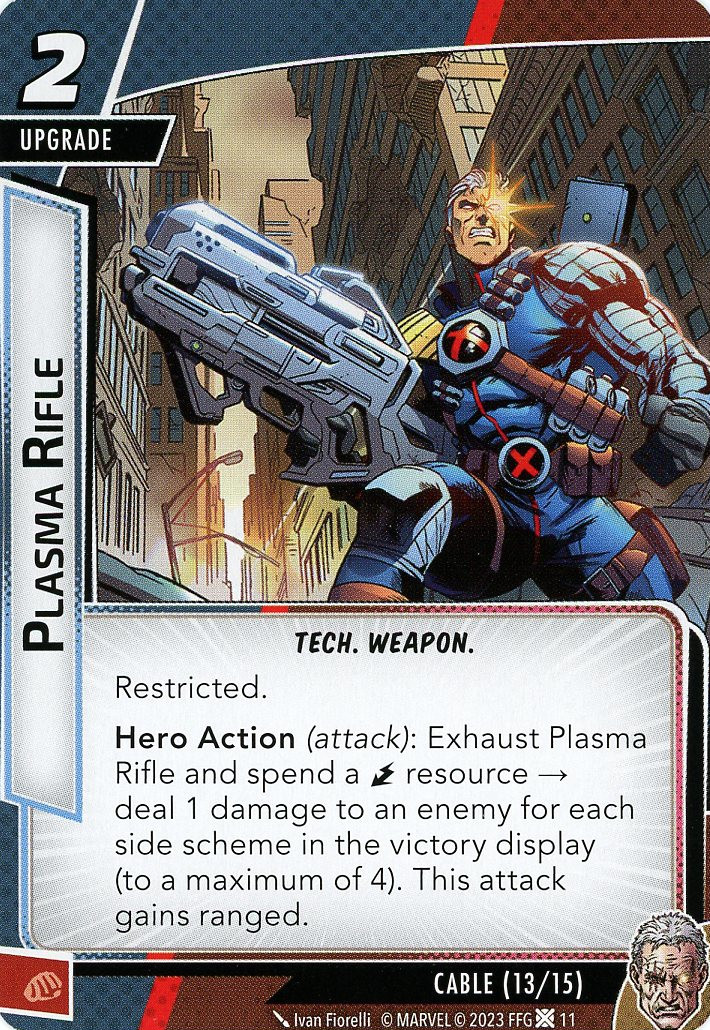 2
UPGRADE
PLASMA RIFLE
TECH. WEAPON.
Restricted.
Hero Action (attack): Exhaust Plasma
Rifle and spend a resource →
deal 1 damage to an enemy for each
side scheme in the victory display
(to a maximum of 4). This attack
gains ranged.
CABLE (13/15)
Ivan Fiorelli © MARVEL © 2023 FFG 11